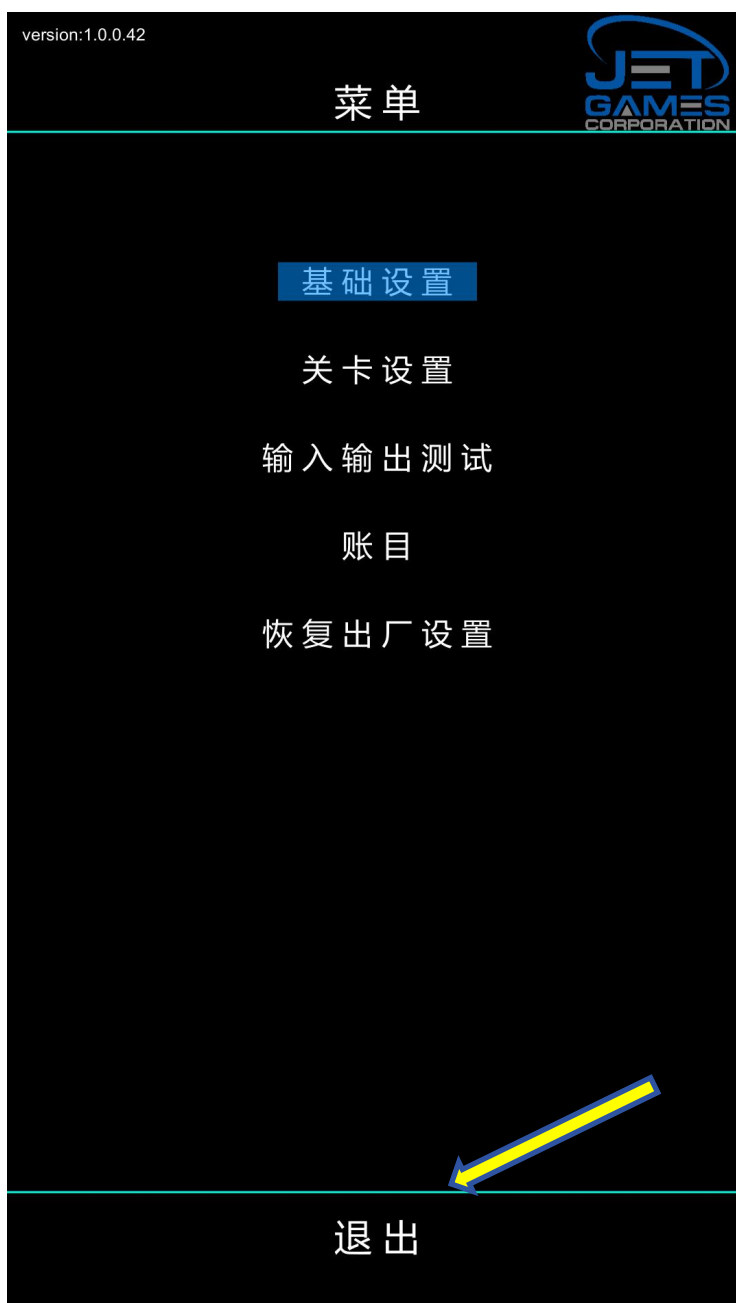 version:1.0.0.42
JET
GAMES
CORPORATION
菜单
基础设置
关卡设置
输入输出测试
账目
恢复出厂设置
退出